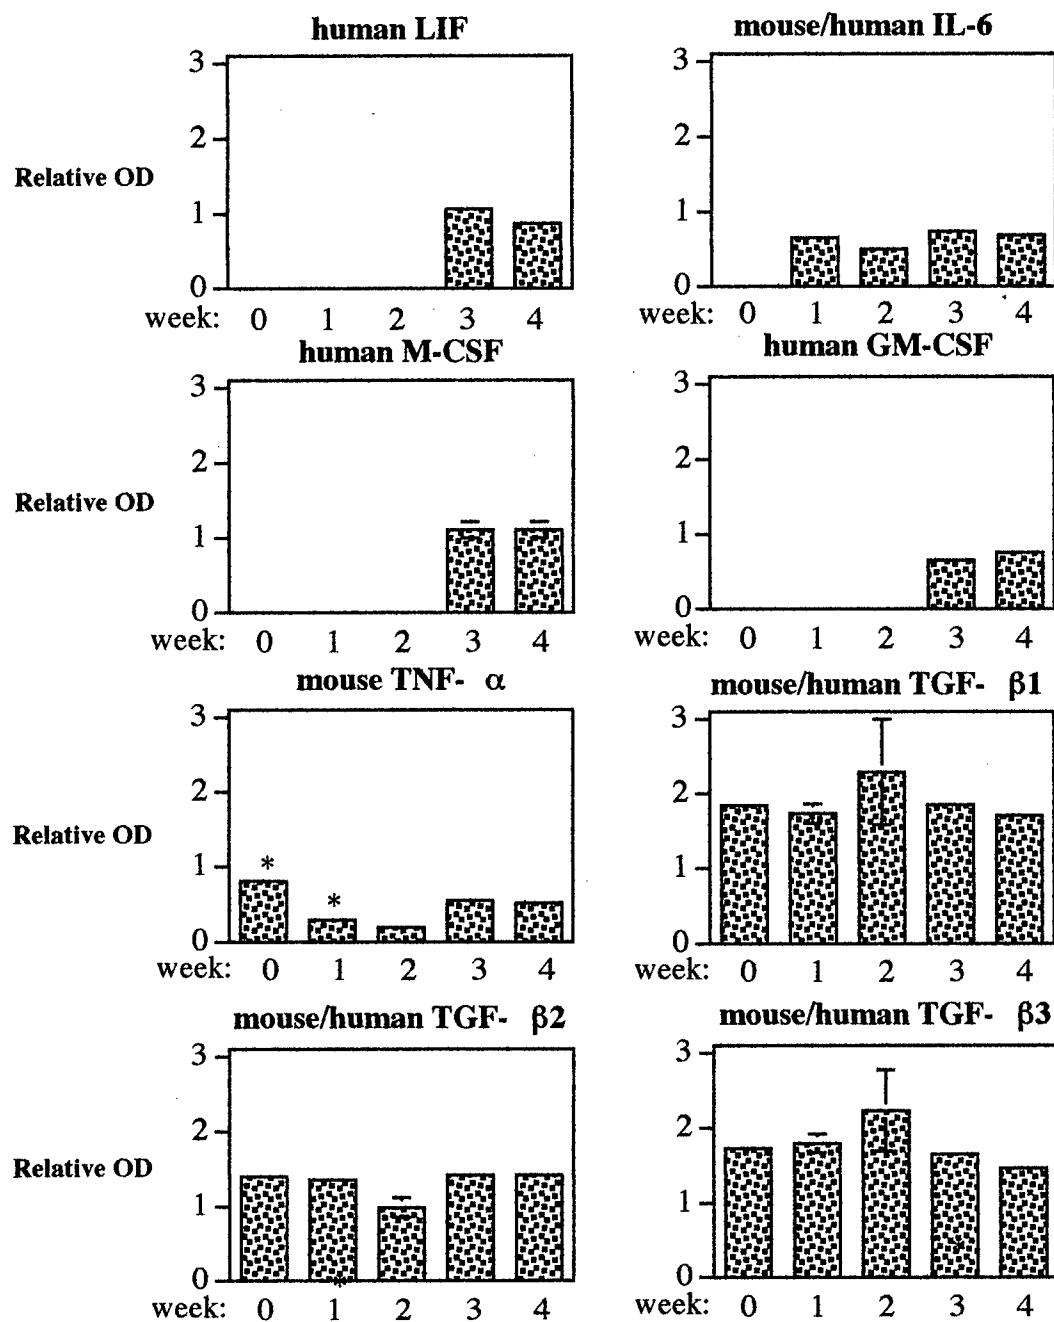 human LIF
mouse/human IL-6
3
2
Relative OD
1
0
week: 0 1 2 3 4
3
2
1
0
week: 0 1 2 3 4
human M-CSF
human GM-CSF
3
2
Relative OD
1
0
week: 0 1 2 3 4
3
2
1
0
week: 0 1 2 3 4
mouse TNF- α
mouse/human TGF- β1
3
2
Relative OD
1
0
* *
week: 0 1 2 3 4
3
2
1
0
week: 0 1 2 3 4
mouse/human TGF- β2
mouse/human TGF- β3
3
2
Relative OD
1
0
*
week: 0 1 2 3 4
3
2
1
0
*
week: 0 1 2 3 4